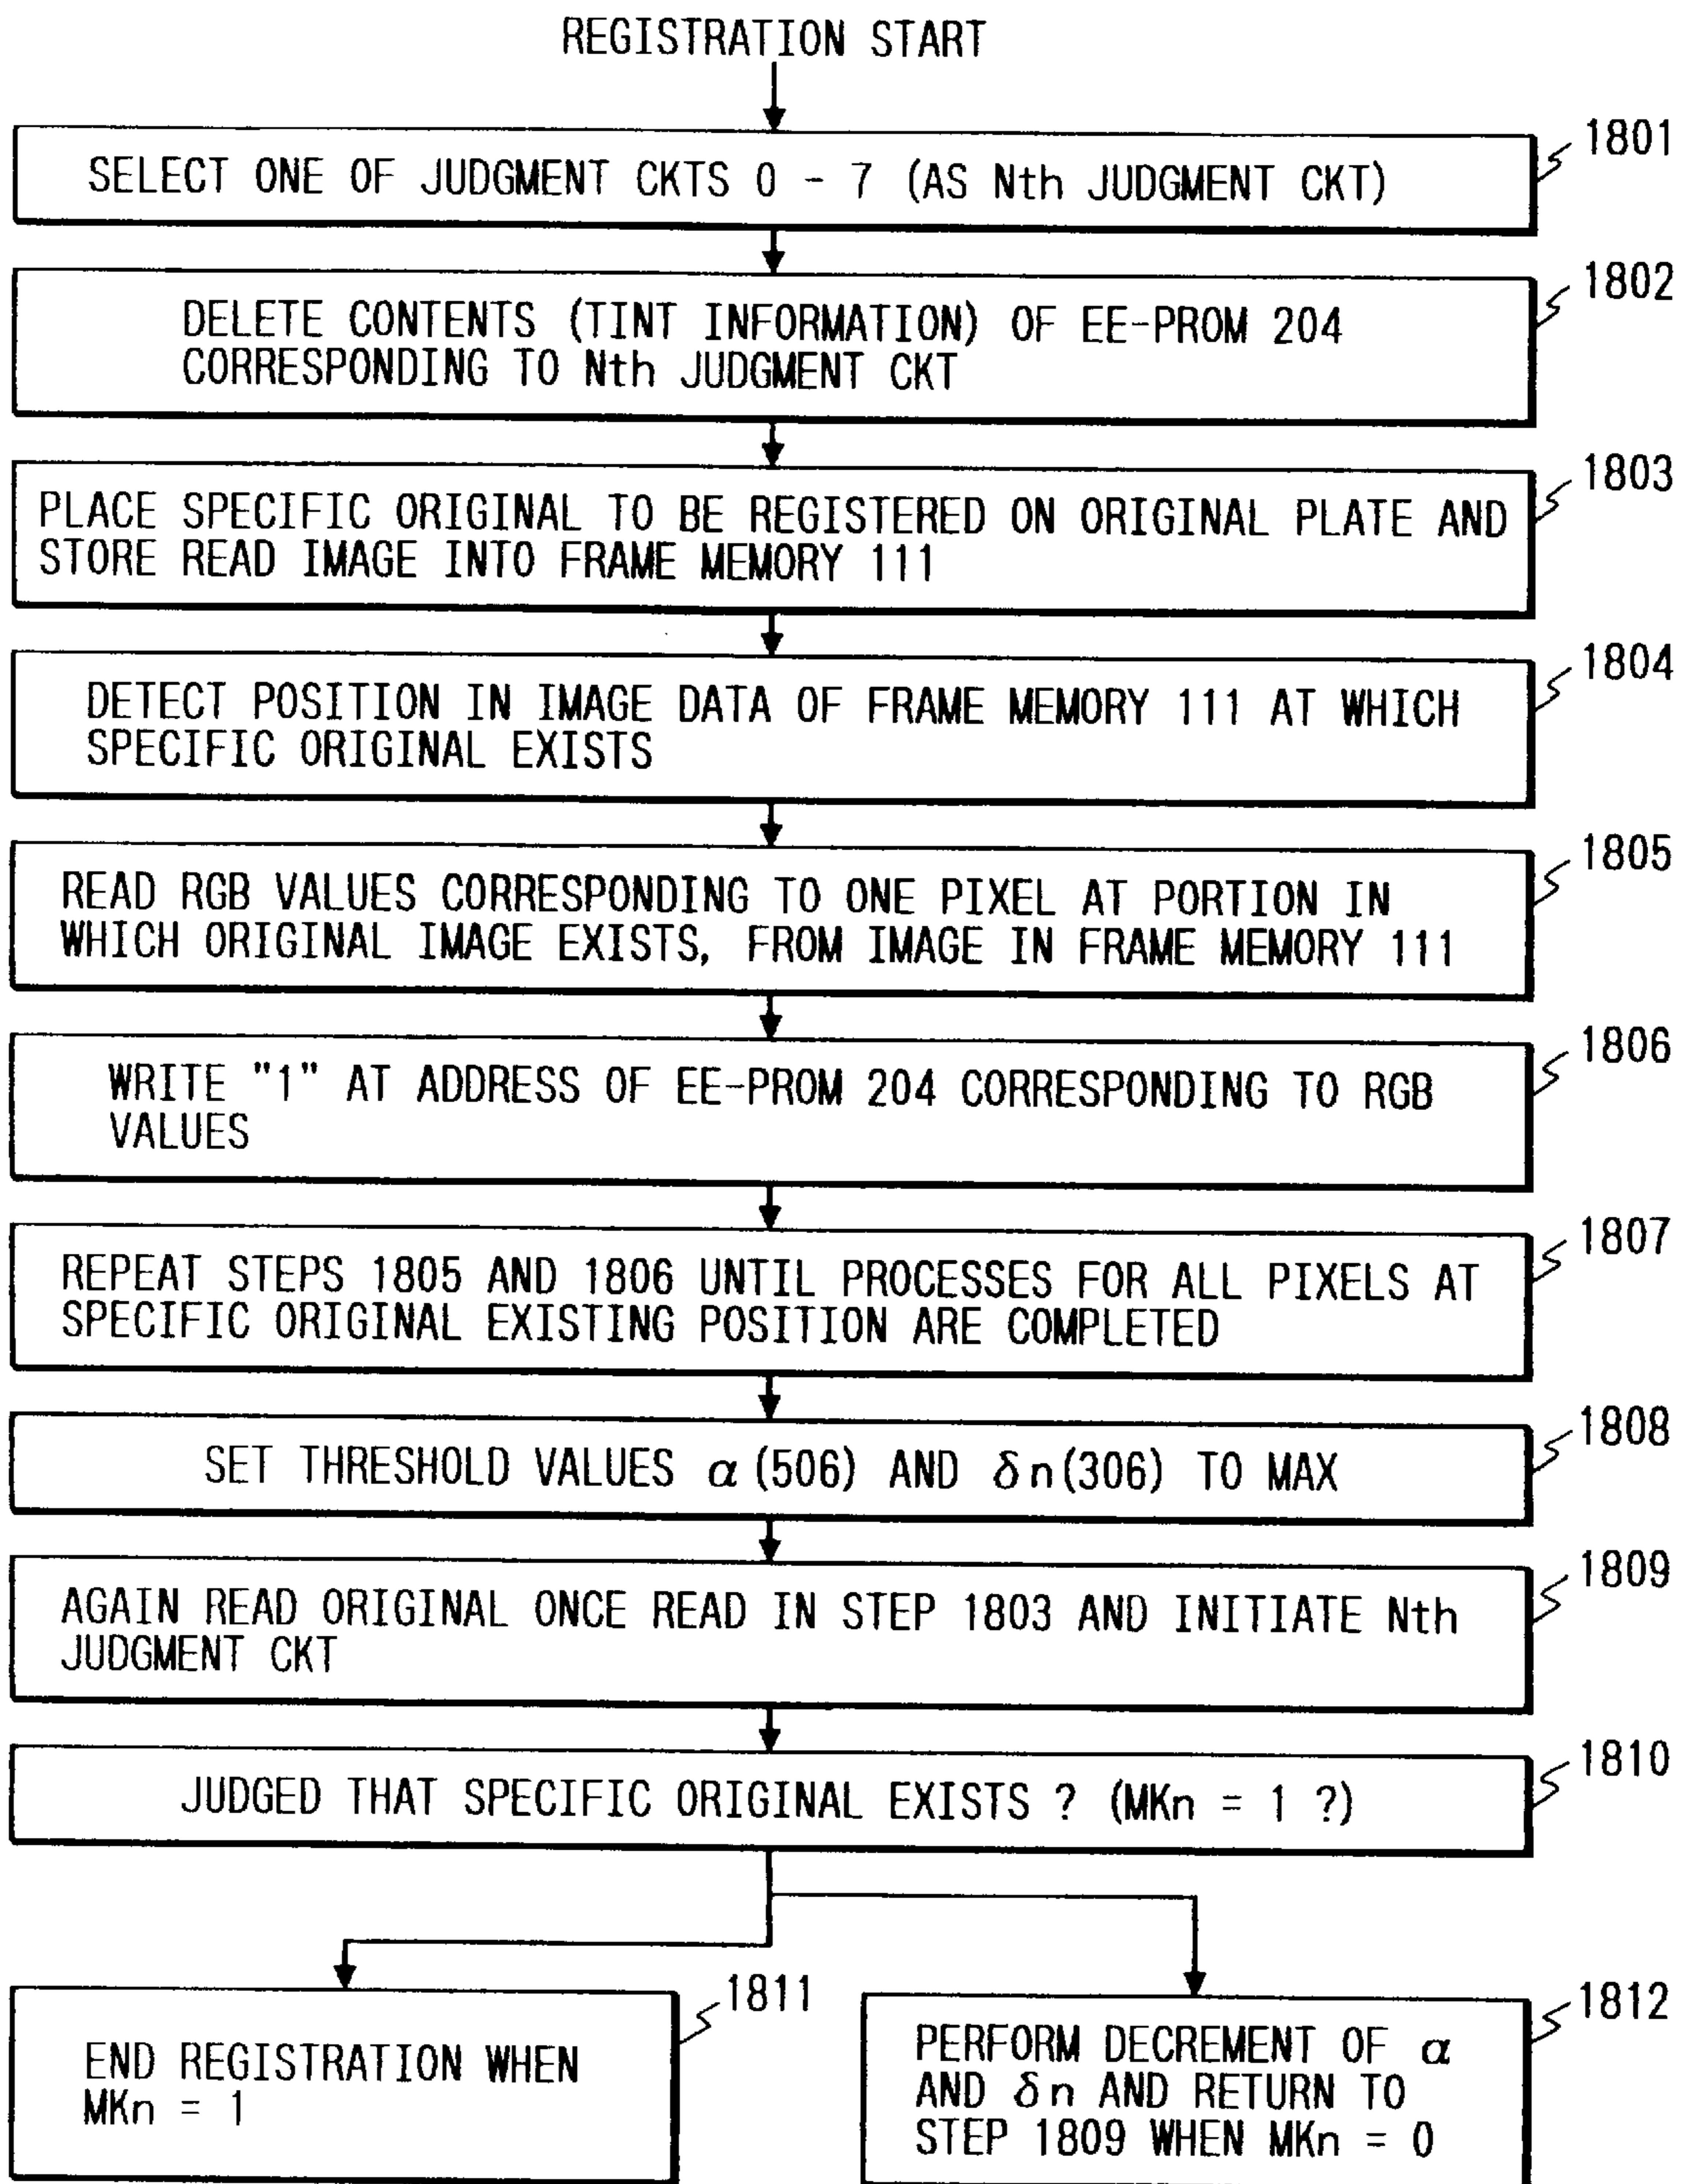 REGISTRATION START
1801
SELECT ONE OF JUDGMENT CKTS 0 - 7 (AS Nth JUDGMENT CKT)
1802
DELETE CONTENTS (TINT INFORMATION) OF EE-PROM 204
CORRESPONDING TO Nth JUDGMENT CKT
1803
PLACE SPECIFIC ORIGINAL TO BE REGISTERED ON ORIGINAL PLATE AND
STORE READ IMAGE INTO FRAME MEMORY 111
1804
DETECT POSITION IN IMAGE DATA OF FRAME MEMORY 111 AT WHICH
SPECIFIC ORIGINAL EXISTS
1805
READ RGB VALUES CORRESPONDING TO ONE PIXEL AT PORTION IN
WHICH ORIGINAL IMAGE EXISTS, FROM IMAGE IN FRAME MEMORY 111
1806
WRITE "1" AT ADDRESS OF EE-PROM 204 CORRESPONDING TO RGB
VALUES
1807
REPEAT STEPS 1805 AND 1806 UNTIL PROCESSES FOR ALL PIXELS AT
SPECIFIC ORIGINAL EXISTING POSITION ARE COMPLETED
1808
SET THRESHOLD VALUES α (506) AND δn(306) TO MAX
1809
AGAIN READ ORIGINAL ONCE READ IN STEP 1803 AND INITIATE Nth
JUDGMENT CKT
1810
JUDGED THAT SPECIFIC ORIGINAL EXISTS ? (MKn = 1 ?)
1811
END REGISTRATION WHEN
MKn = 1
1812
PERFORM DECREMENT OF α
AND δn AND RETURN TO
STEP 1809 WHEN MKn = 0